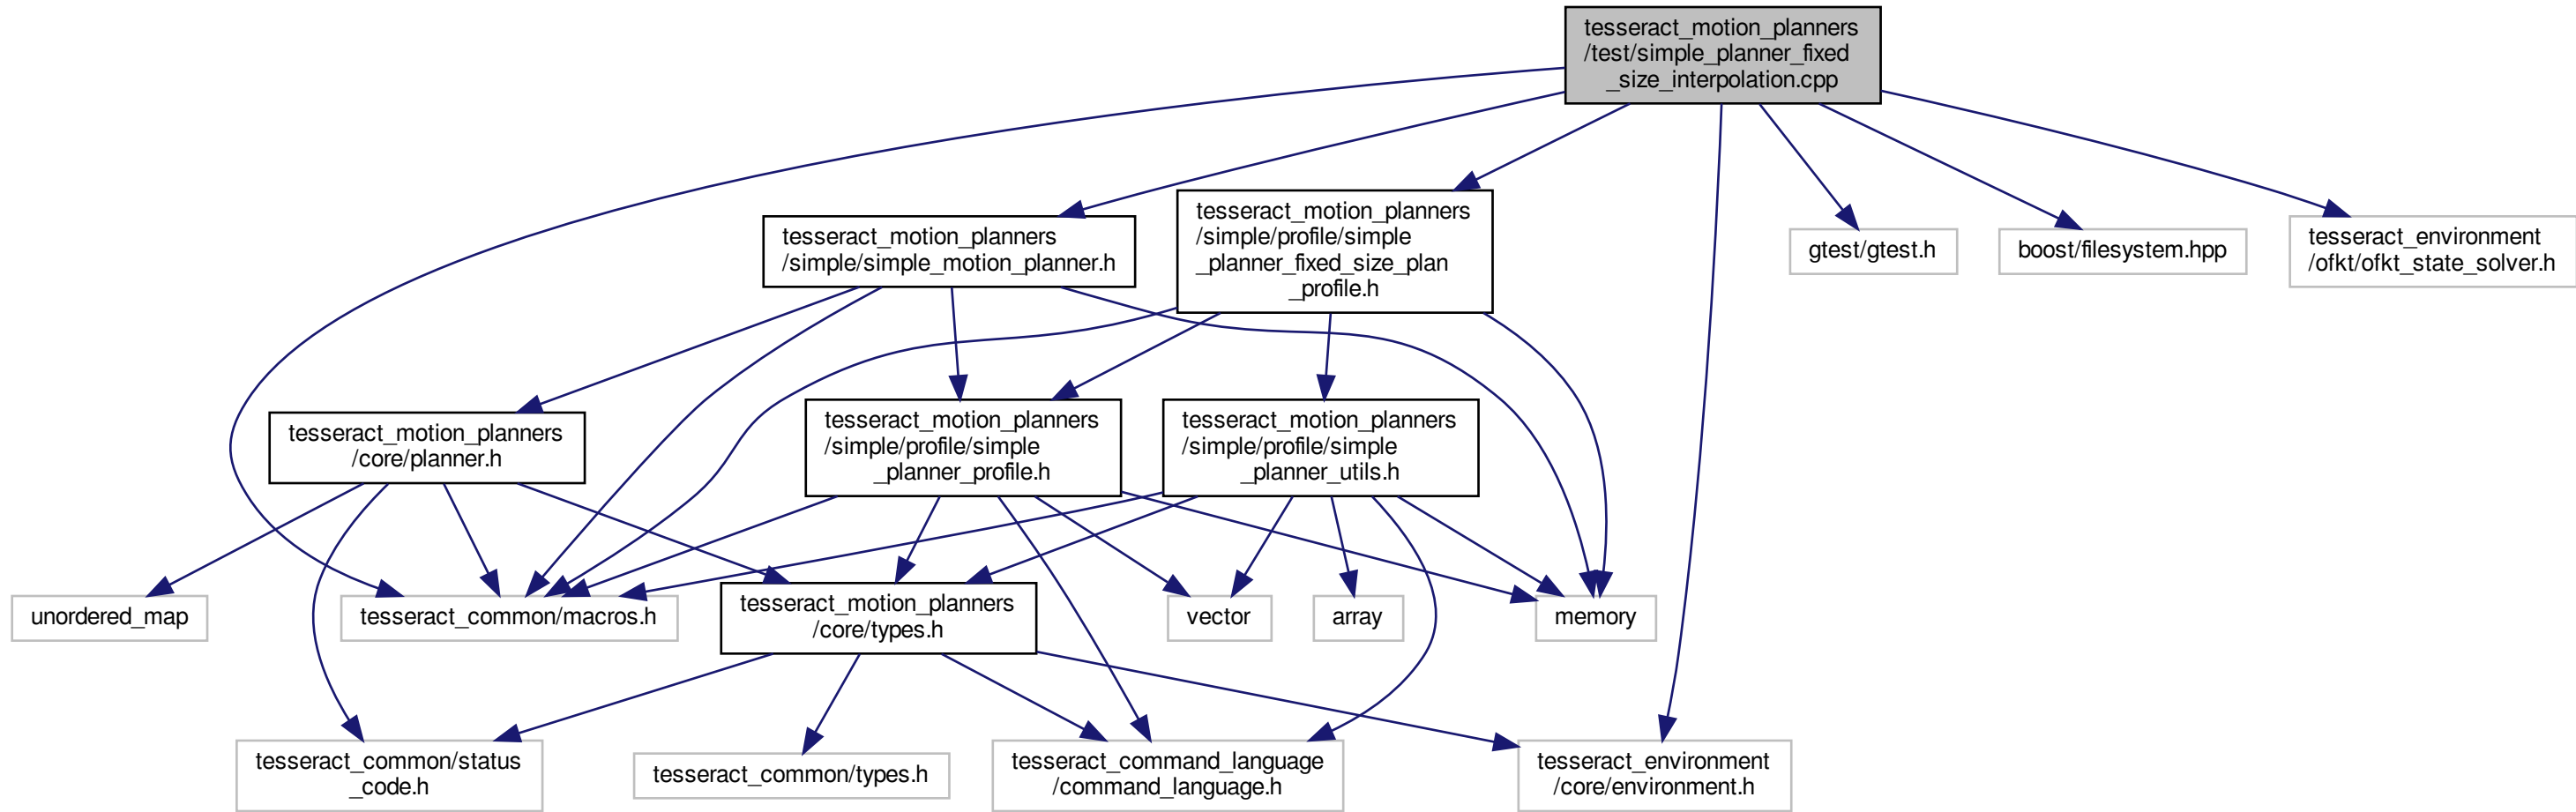 tesseract_motion_planners
/test/simple_planner_fixed
_size_interpolation.cpp
tesseract_motion_planners
/simple/simple_motion_planner.h
tesseract_motion_planners
/simple/profile/simple
_planner_fixed_size_plan
_profile.h
gtest/gtest.h
boost/filesystem.hpp
tesseract_environment
/ofkt/ofkt_state_solver.h
tesseract_motion_planners
/core/planner.h
tesseract_motion_planners
/simple/profile/simple
_planner_profile.h
tesseract_motion_planners
/simple/profile/simple
_planner_utils.h
unordered_map
tesseract_common/macros.h
tesseract_motion_planners
/core/types.h
vector
array
memory
tesseract_common/status
_code.h
tesseract_common/types.h
tesseract_command_language
/command_language.h
tesseract_environment
/core/environment.h